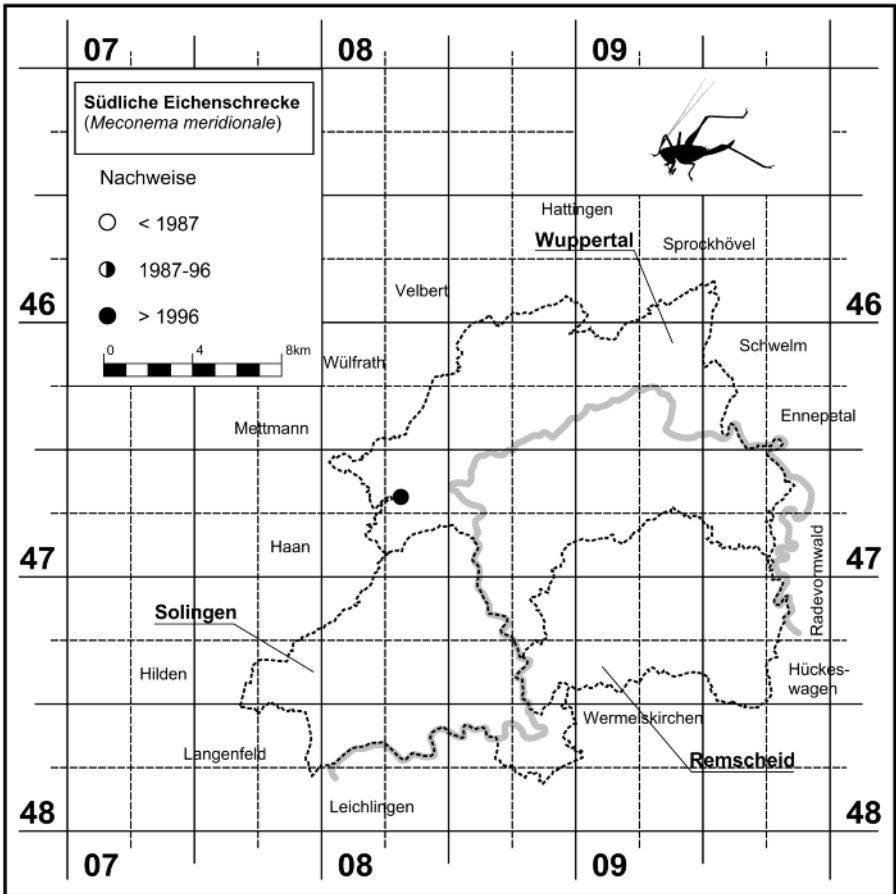 07 08 09
Südliche Eichenschrecke
(Meconema meridionale)
Nachweise
< 1987
1987-96
> 1996
0 4 8km
Hattingen
Wuppertal
Sprockhövel
Velbert
46 46
Schwelm
Wülfrath
Ennepetal
Mettmann
Haan
Radevormwald
47 47
Solingen
Hilden
Hückes-
wagen
Wermelskirchen
Langenfeld
Remscheid
Leichlingen
48 48
07 08 09